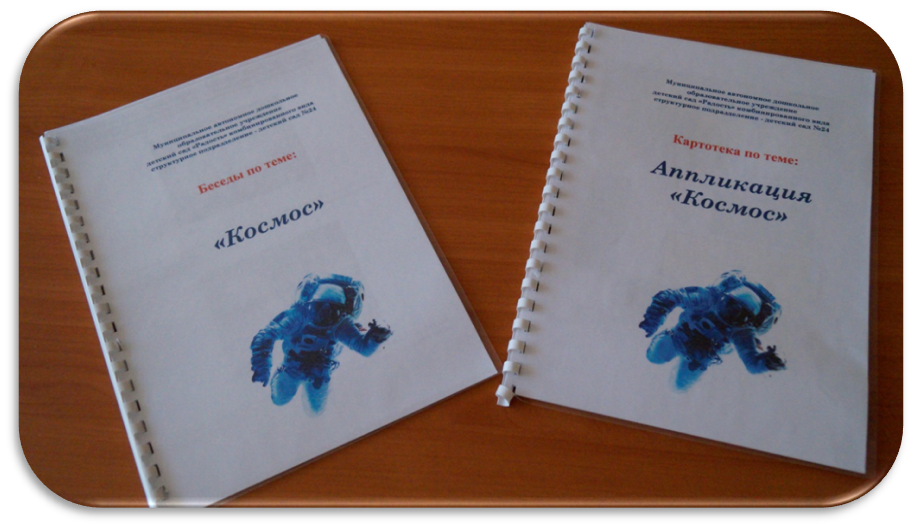 Муниципальное автономное дошкольное
образовательное учреждение
детский сад «Радость» комбинированного вида
структурное подразделение - детский сад №24
Беседы по теме:
«Космос»
Муниципальное автономное дошкольное
образовательное учреждение
детский сад «Радость» комбинированного вида
структурное подразделение - детский сад №24
Картотека по теме:
Аппликация
«Космос»